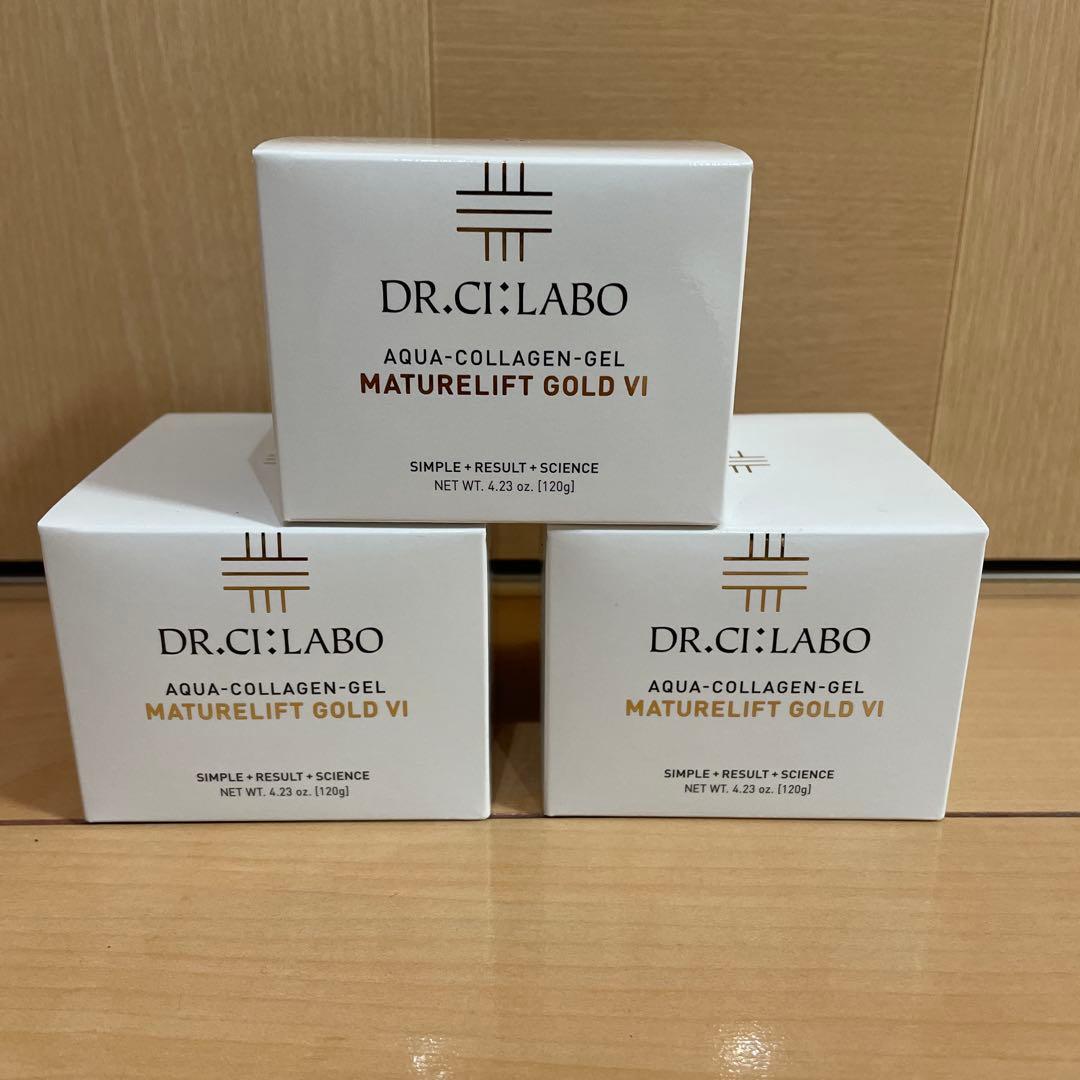 DR.CI:LABO
AQUA-COLLAGEN-GEL
MATURELIFT GOLD VI
SIMPLE+RESULT+SCIENCE
NET WT. 4.23 oz. [120g]
DR.CI:LABO
AQUA-COLLAGEN-GEL
MATURELIFT GOLD VI
SIMPLE+RESULT+SCIENCE
NET WT. 4.23 oz. [120g]
DR.CI:LABO
AQUA-COLLAGEN-GEL
MATURELIFT GOLD VI
SIMPLE+RESULT+SCIENCE
NET WT. 4.23 oz. [120g]